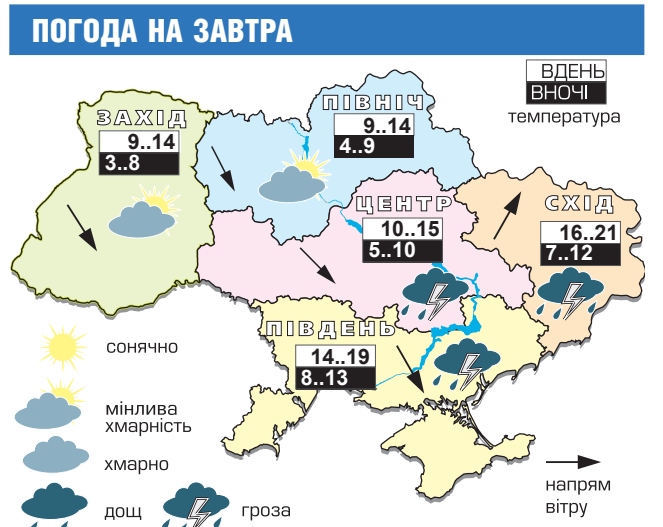 ПОГОДА НА ЗАВТРА
ВДЕНЬ
ВНОЧІ
температура
ЗАХІД
9..14
3..8
ПІВНІЧ
9..14
4..9
ЦЕНТР
10..15
5..10
СХІД
16..21
7..12
ПІВДЕНЬ
14..19
8..13
сонячно
мінлива
хмарність
хмарно
дощ
гроза
напрям
вітру